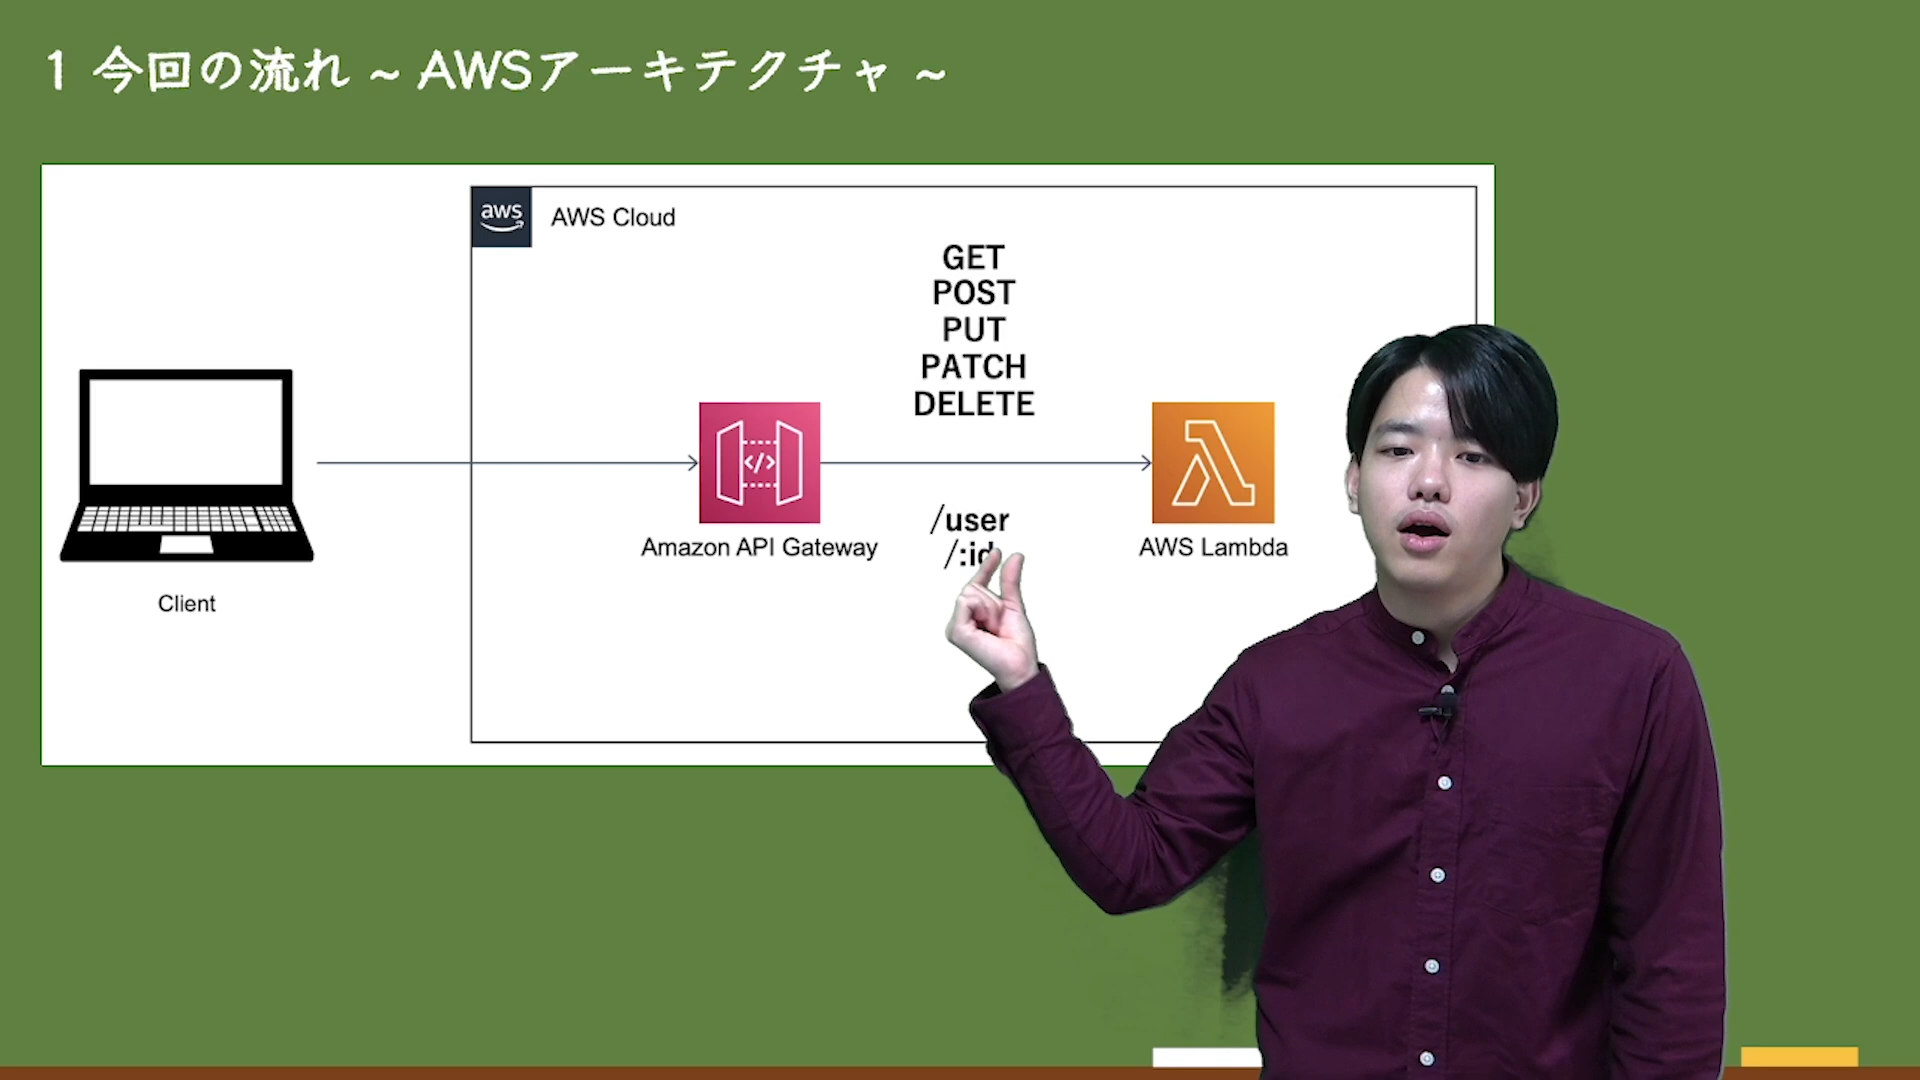 1 今回の流れ ~ AWSアーキテクチャ ~
aws
AWS Cloud
GET
POST
PUT
PATCH
DELETE
</>
/user
/:id
Amazon API Gateway
AWS Lambda
Client